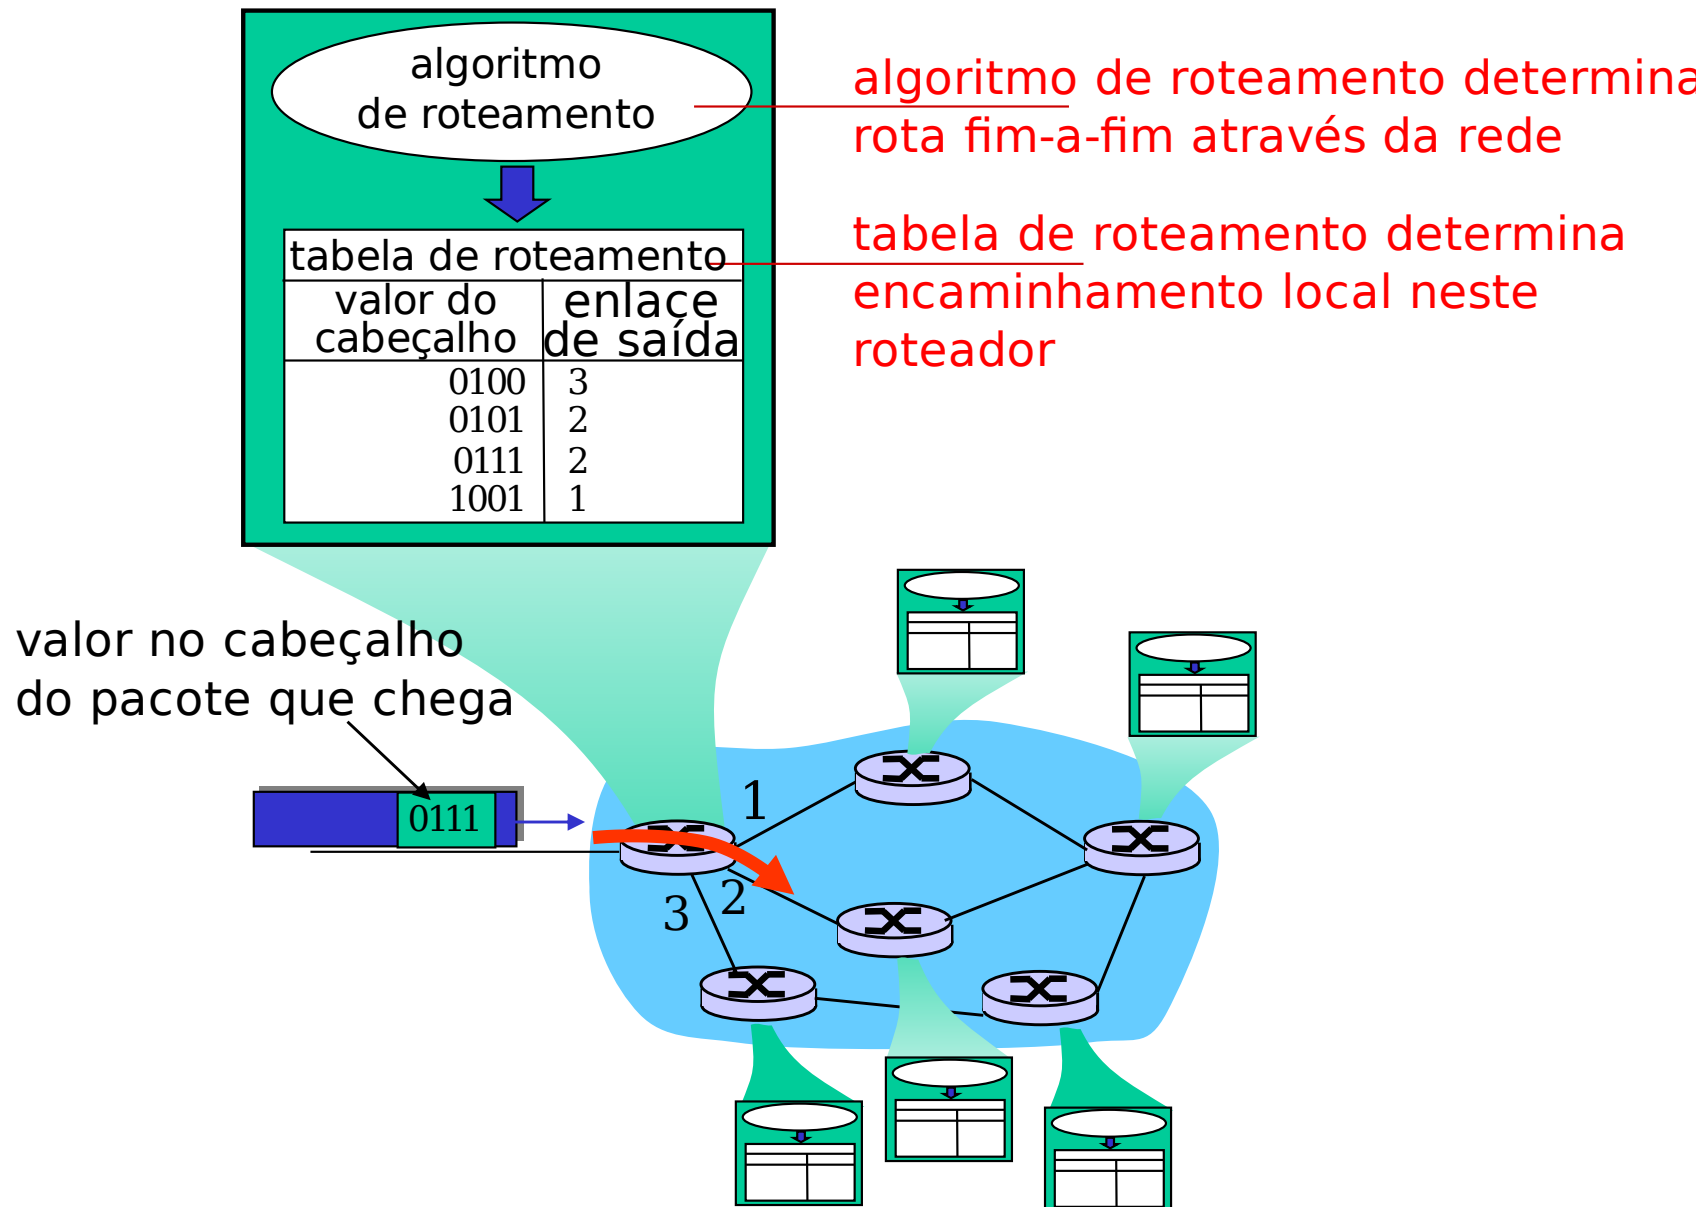 algoritmo
de roteamento
algoritmo de roteamento determina
rota fim-a-fim através da rede
tabela de roteamento
tabela de roteamento determina
encaminhamento local neste
roteador
valor do
cabeçalho
enlace
de saída
0100 3
0101 2
0111 2
1001 1
valor no cabeçalho
do pacote que chega
0111
1
2
3